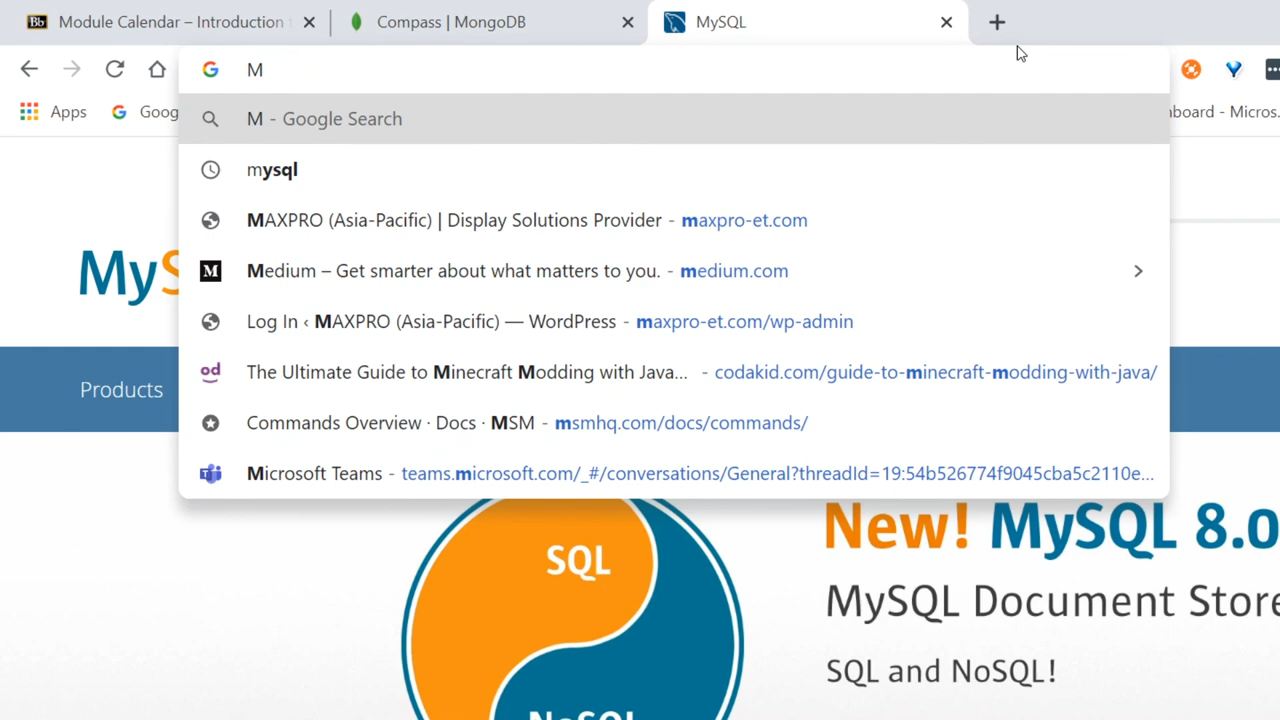 Bb Module Calendar – Introduction
Compass | MongoDB
MySQL
M
Apps
Goog
board - Micros.
M - Google Search
mysql
MAXPRO (Asia-Pacific) | Display Solutions Provider - maxpro-et.com
M Medium – Get smarter about what matters to you. - medium.com
Log In ‹ MAXPRO (Asia-Pacific) — WordPress - maxpro-et.com/wp-admin
od The Ultimate Guide to Minecraft Modding with Java... - codakid.com/guide-to-minecraft-modding-with-java/
Commands Overview · Docs · MSM - msmhq.com/docs/commands/
Microsoft Teams - teams.microsoft.com/_#/conversations/General?threadId=19:54b526774f9045cba5c2110e...
MyS
Products
SQL
NoSQL
New! MySQL 8.0
MySQL Document Store
SQL and NoSQL!